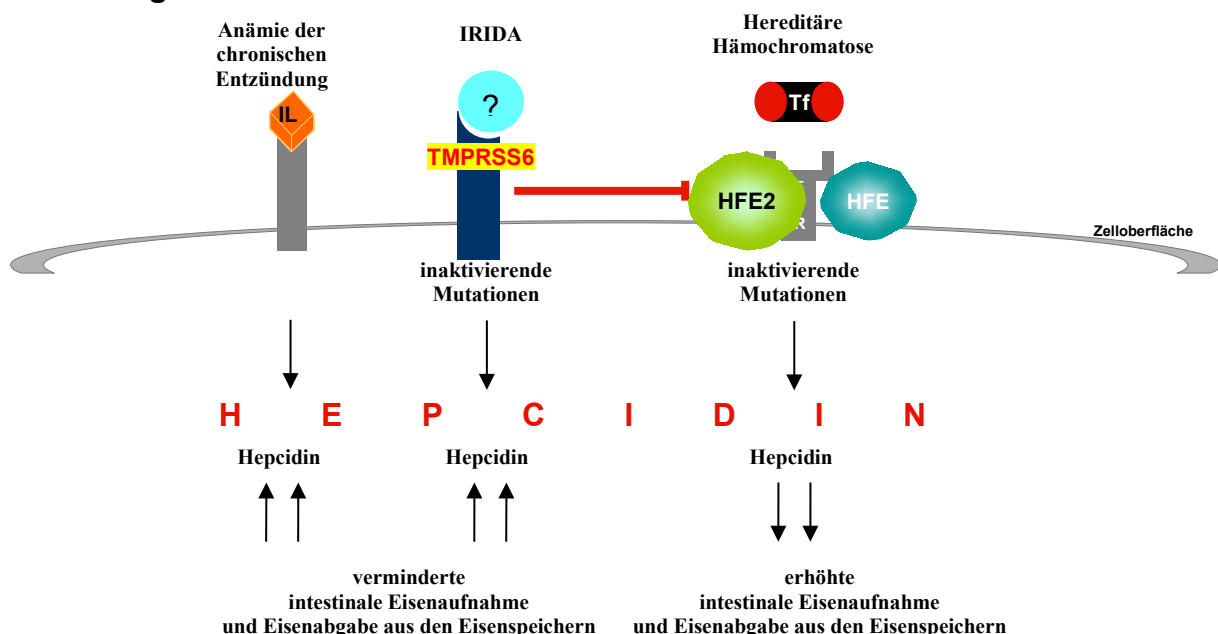 Anämie der
chronischen
Entzündung
IRIDA
Hereditäre
Hämochromatose
IL
?
Tf
TMPRSS6
HFE2
HFE
R
Zelloberfläche
inaktivierende
Mutationen
inaktivierende
Mutationen
H E P C I D I N
Hepcidin
Hepcidin
Hepcidin
verminderte
intestinale Eisenaufnahme
und Eisenabgabe aus den Eisenspeichern
erhöhte
intestinale Eisenaufnahme
und Eisenabgabe aus den Eisenspeichern